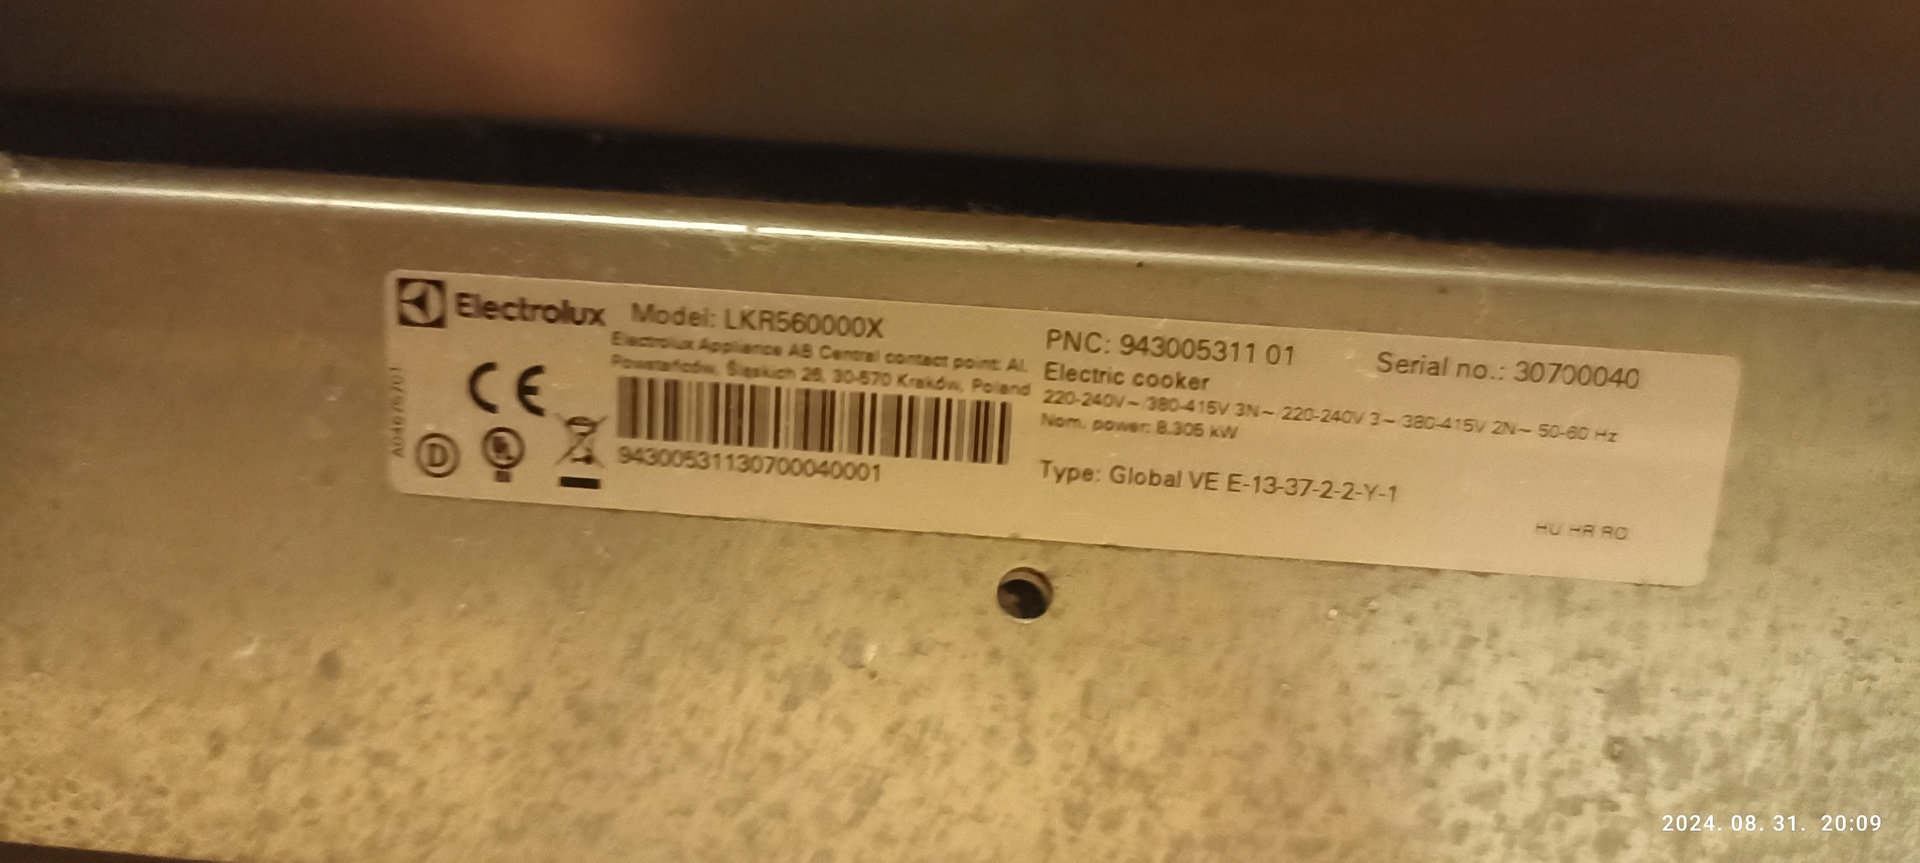 Electrolux Model: LKR560000X
Electrolux Appliance AB Central contact point: Al.
Powstańców, Śląskich 26, 30-570 Kraków, Poland
94300531130700040001
PNC: 943005311 01 Serial no.: 30700040
Electric cooker
220-240V~ 380-415V 3N~ 220-240V 3~ 380-415V 2N~ 50-60 Hz
Nom. power: 8.305 kW
Type: Global VE E-13-37-2-2-Y-1
HU HR RO
CE
D
2024. 08. 31. 20:09